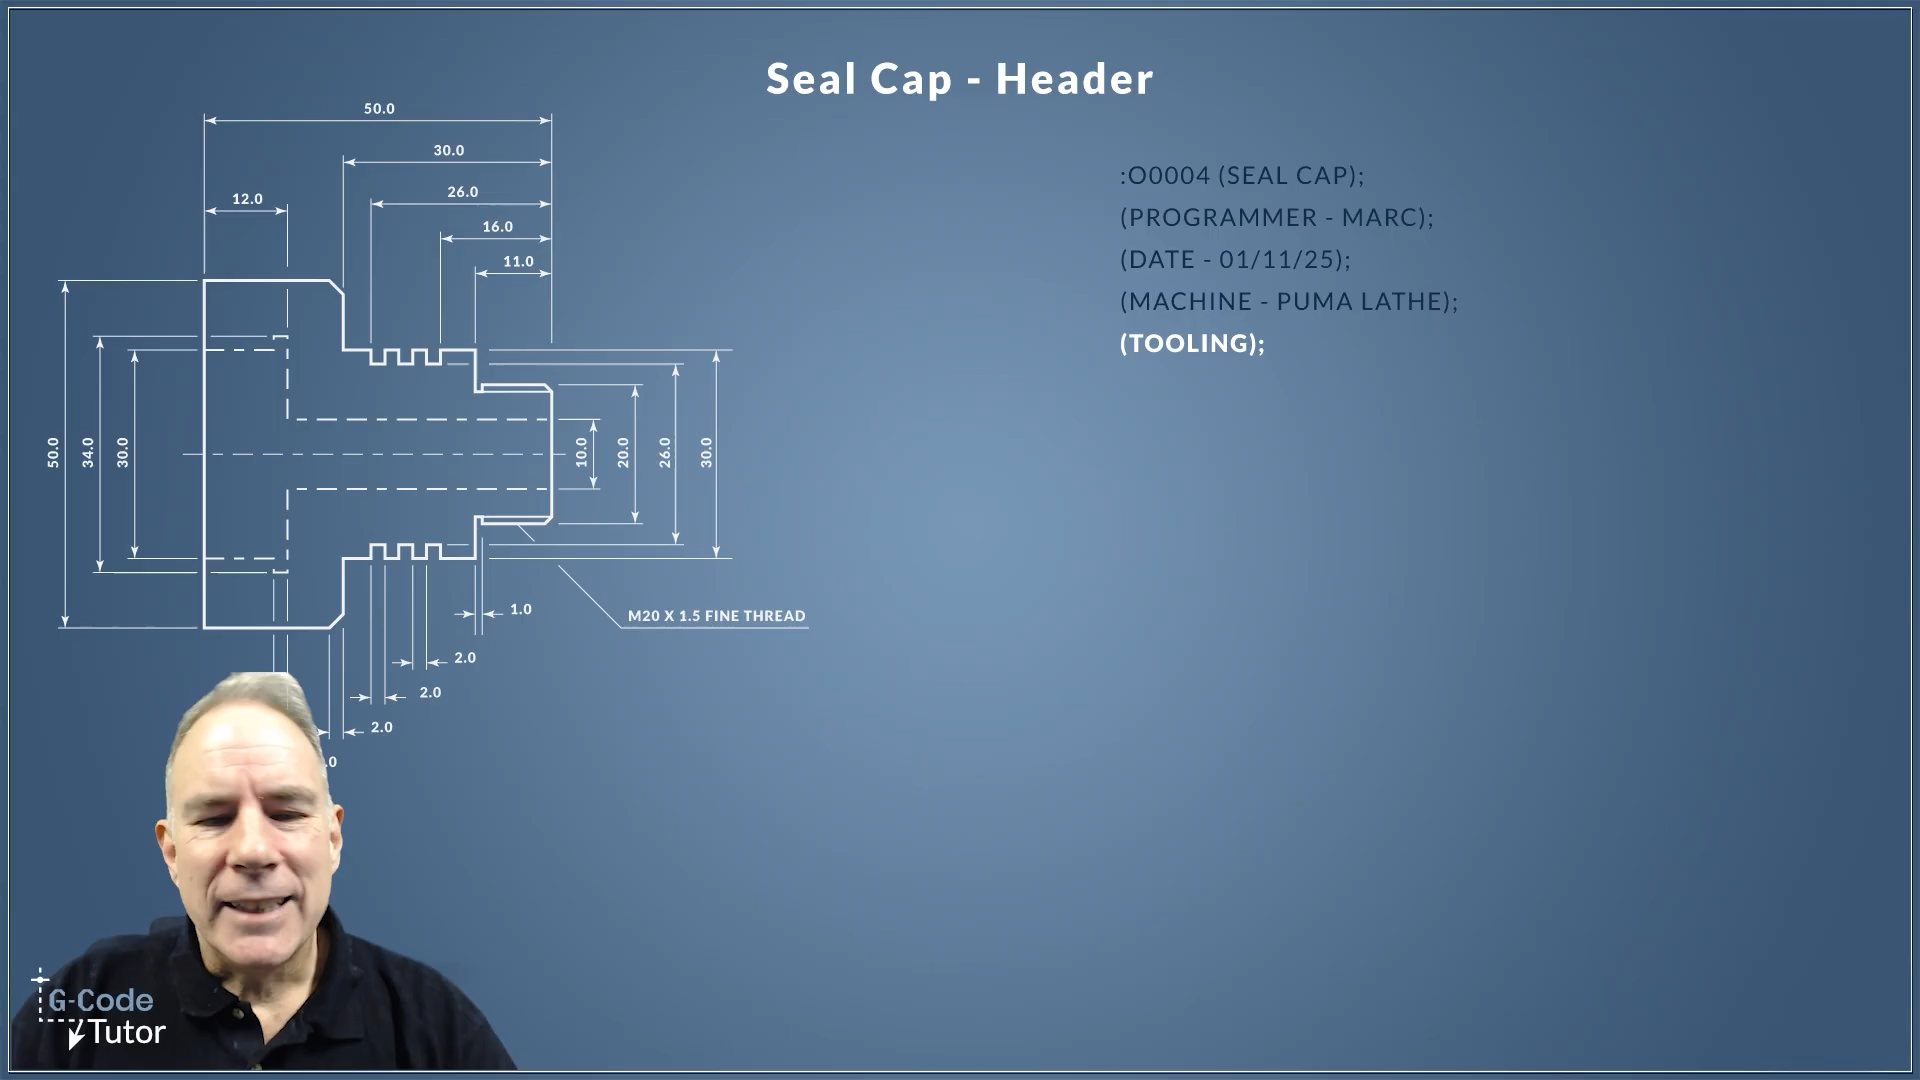 Seal Cap - Header
50.0
30.0
26.0
12.0
16.0
11.0
:O0004 (SEAL CAP);
(PROGRAMMER - MARC);
(DATE - 01/11/25);
(MACHINE - PUMA LATHE);
(TOOLING);
50.0
34.0
30.0
10.0
20.0
26.0
30.0
1.0
M20 X 1.5 FINE THREAD
2.0
2.0
2.0
.0
G-Code
Tutor